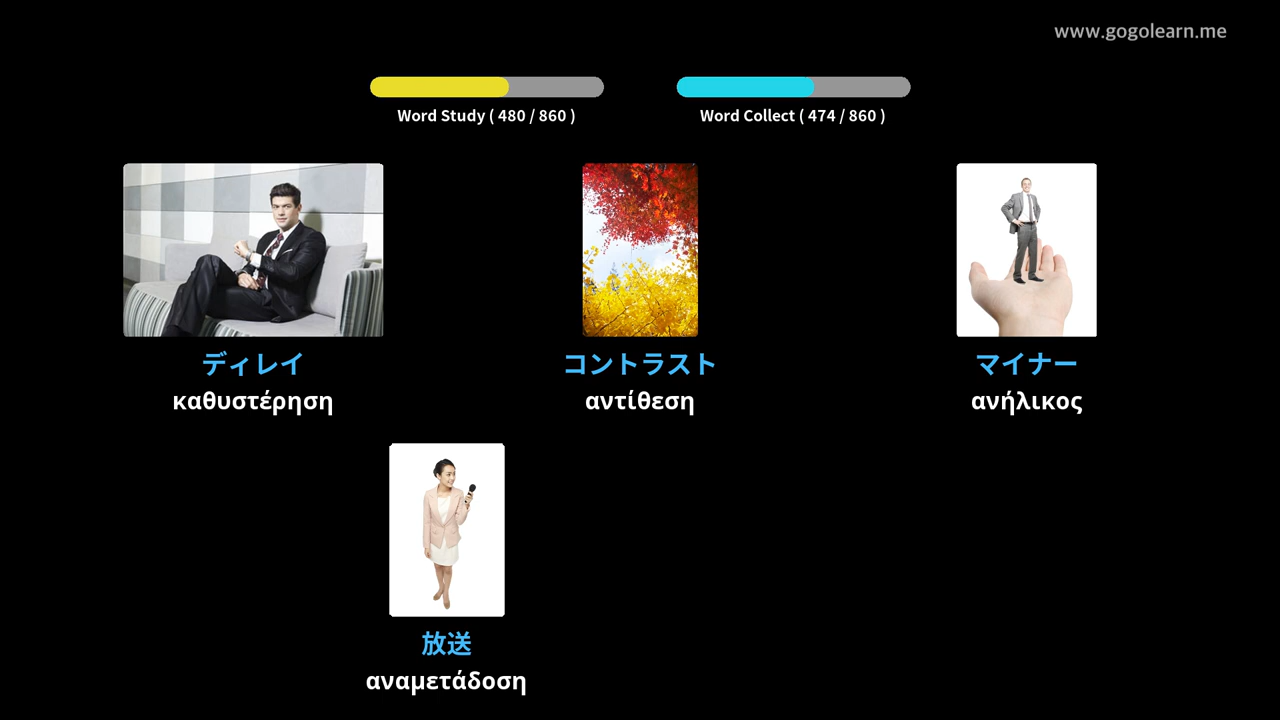 www.gogolearn.me
Word Study ( 480 / 860 )
Word Collect ( 474 / 860 )
ディレイ
καθυστέρηση
コントラスト
αντίθεση
マイナー
ανήλικος
放送
αναμετάδοση